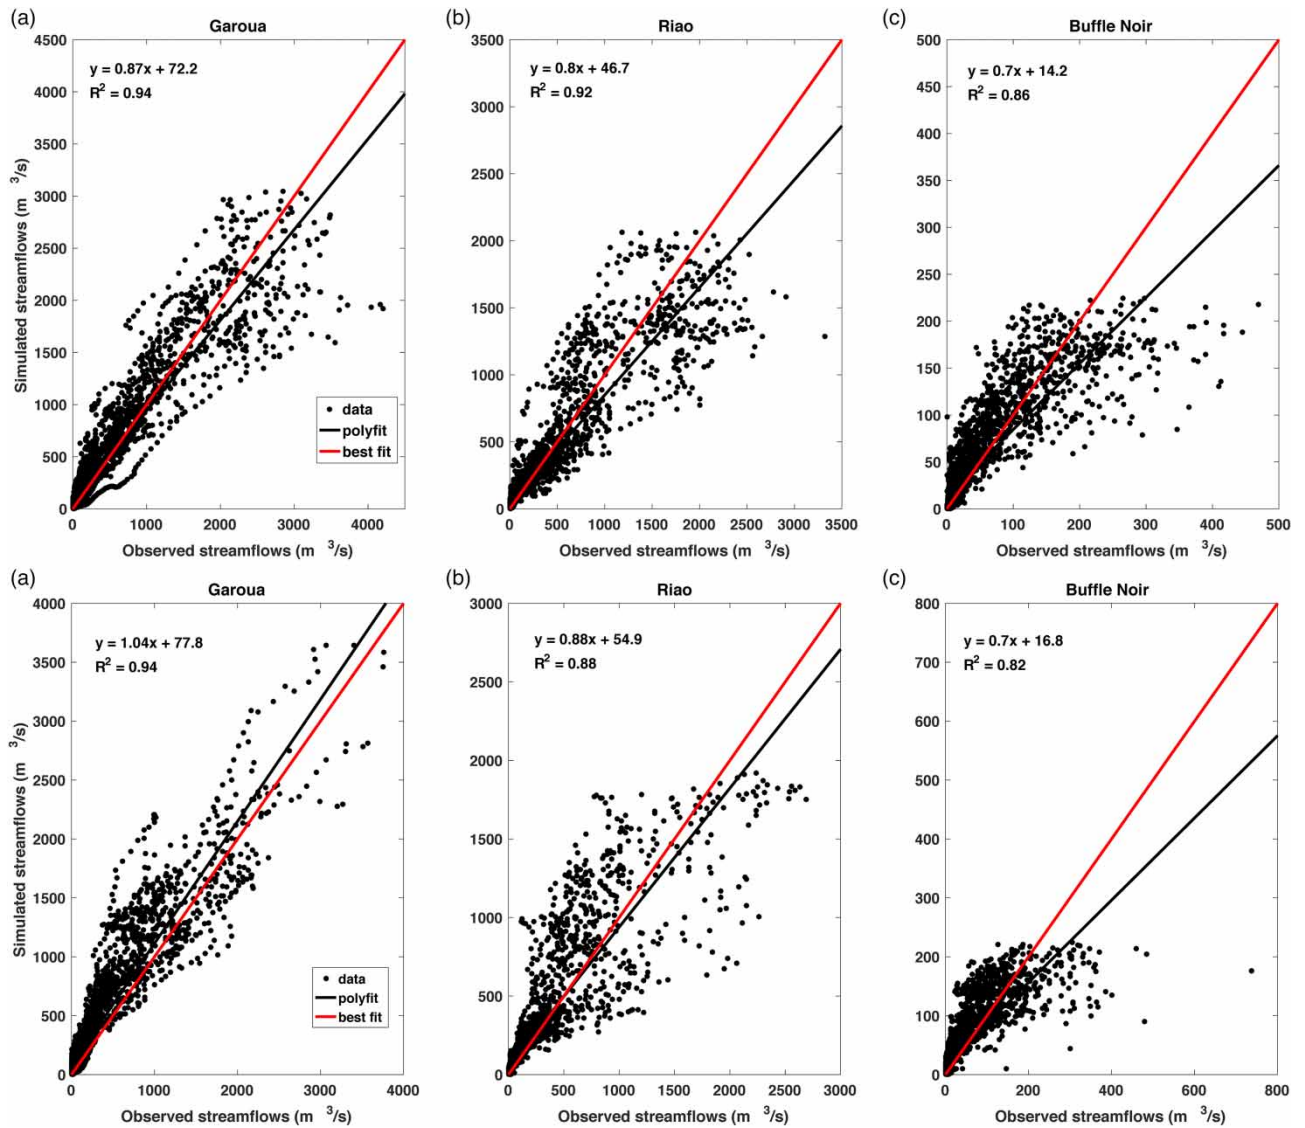 (a)
Garoua
4500
4000
3500
3000
2500
2000
1500
1000
500
0
y = 0.87x + 72.2
R² = 0.94
data
polyfit
best fit
0
1000
2000
3000
4000
Simulated streamflows (m ³/s)
Observed streamflows (m ³/s)
(b)
Riao
3500
3000
2500
2000
1500
1000
500
0
y = 0.8x + 46.7
R² = 0.92
0
500
1000
1500
2000
2500
3000
3500
Observed streamflows (m ³/s)
(c)
Buffle Noir
500
450
400
350
300
250
200
150
100
50
0
y = 0.7x + 14.2
R² = 0.86
0
100
200
300
400
500
Observed streamflows (m ³/s)
(a)
Garoua
4000
3500
3000
2500
2000
1500
1000
500
0
y = 1.04x + 77.8
R² = 0.94
data
polyfit
best fit
0
1000
2000
3000
4000
Simulated streamflows (m ³/s)
Observed streamflows (m ³/s)
(b)
Riao
3000
2500
2000
1500
1000
500
0
y = 0.88x + 54.9
R² = 0.88
0
500
1000
1500
2000
2500
3000
Observed streamflows (m ³/s)
(c)
Buffle Noir
800
700
600
500
400
300
200
100
0
y = 0.7x + 16.8
R² = 0.82
0
200
400
600
800
Observed streamflows (m ³/s)